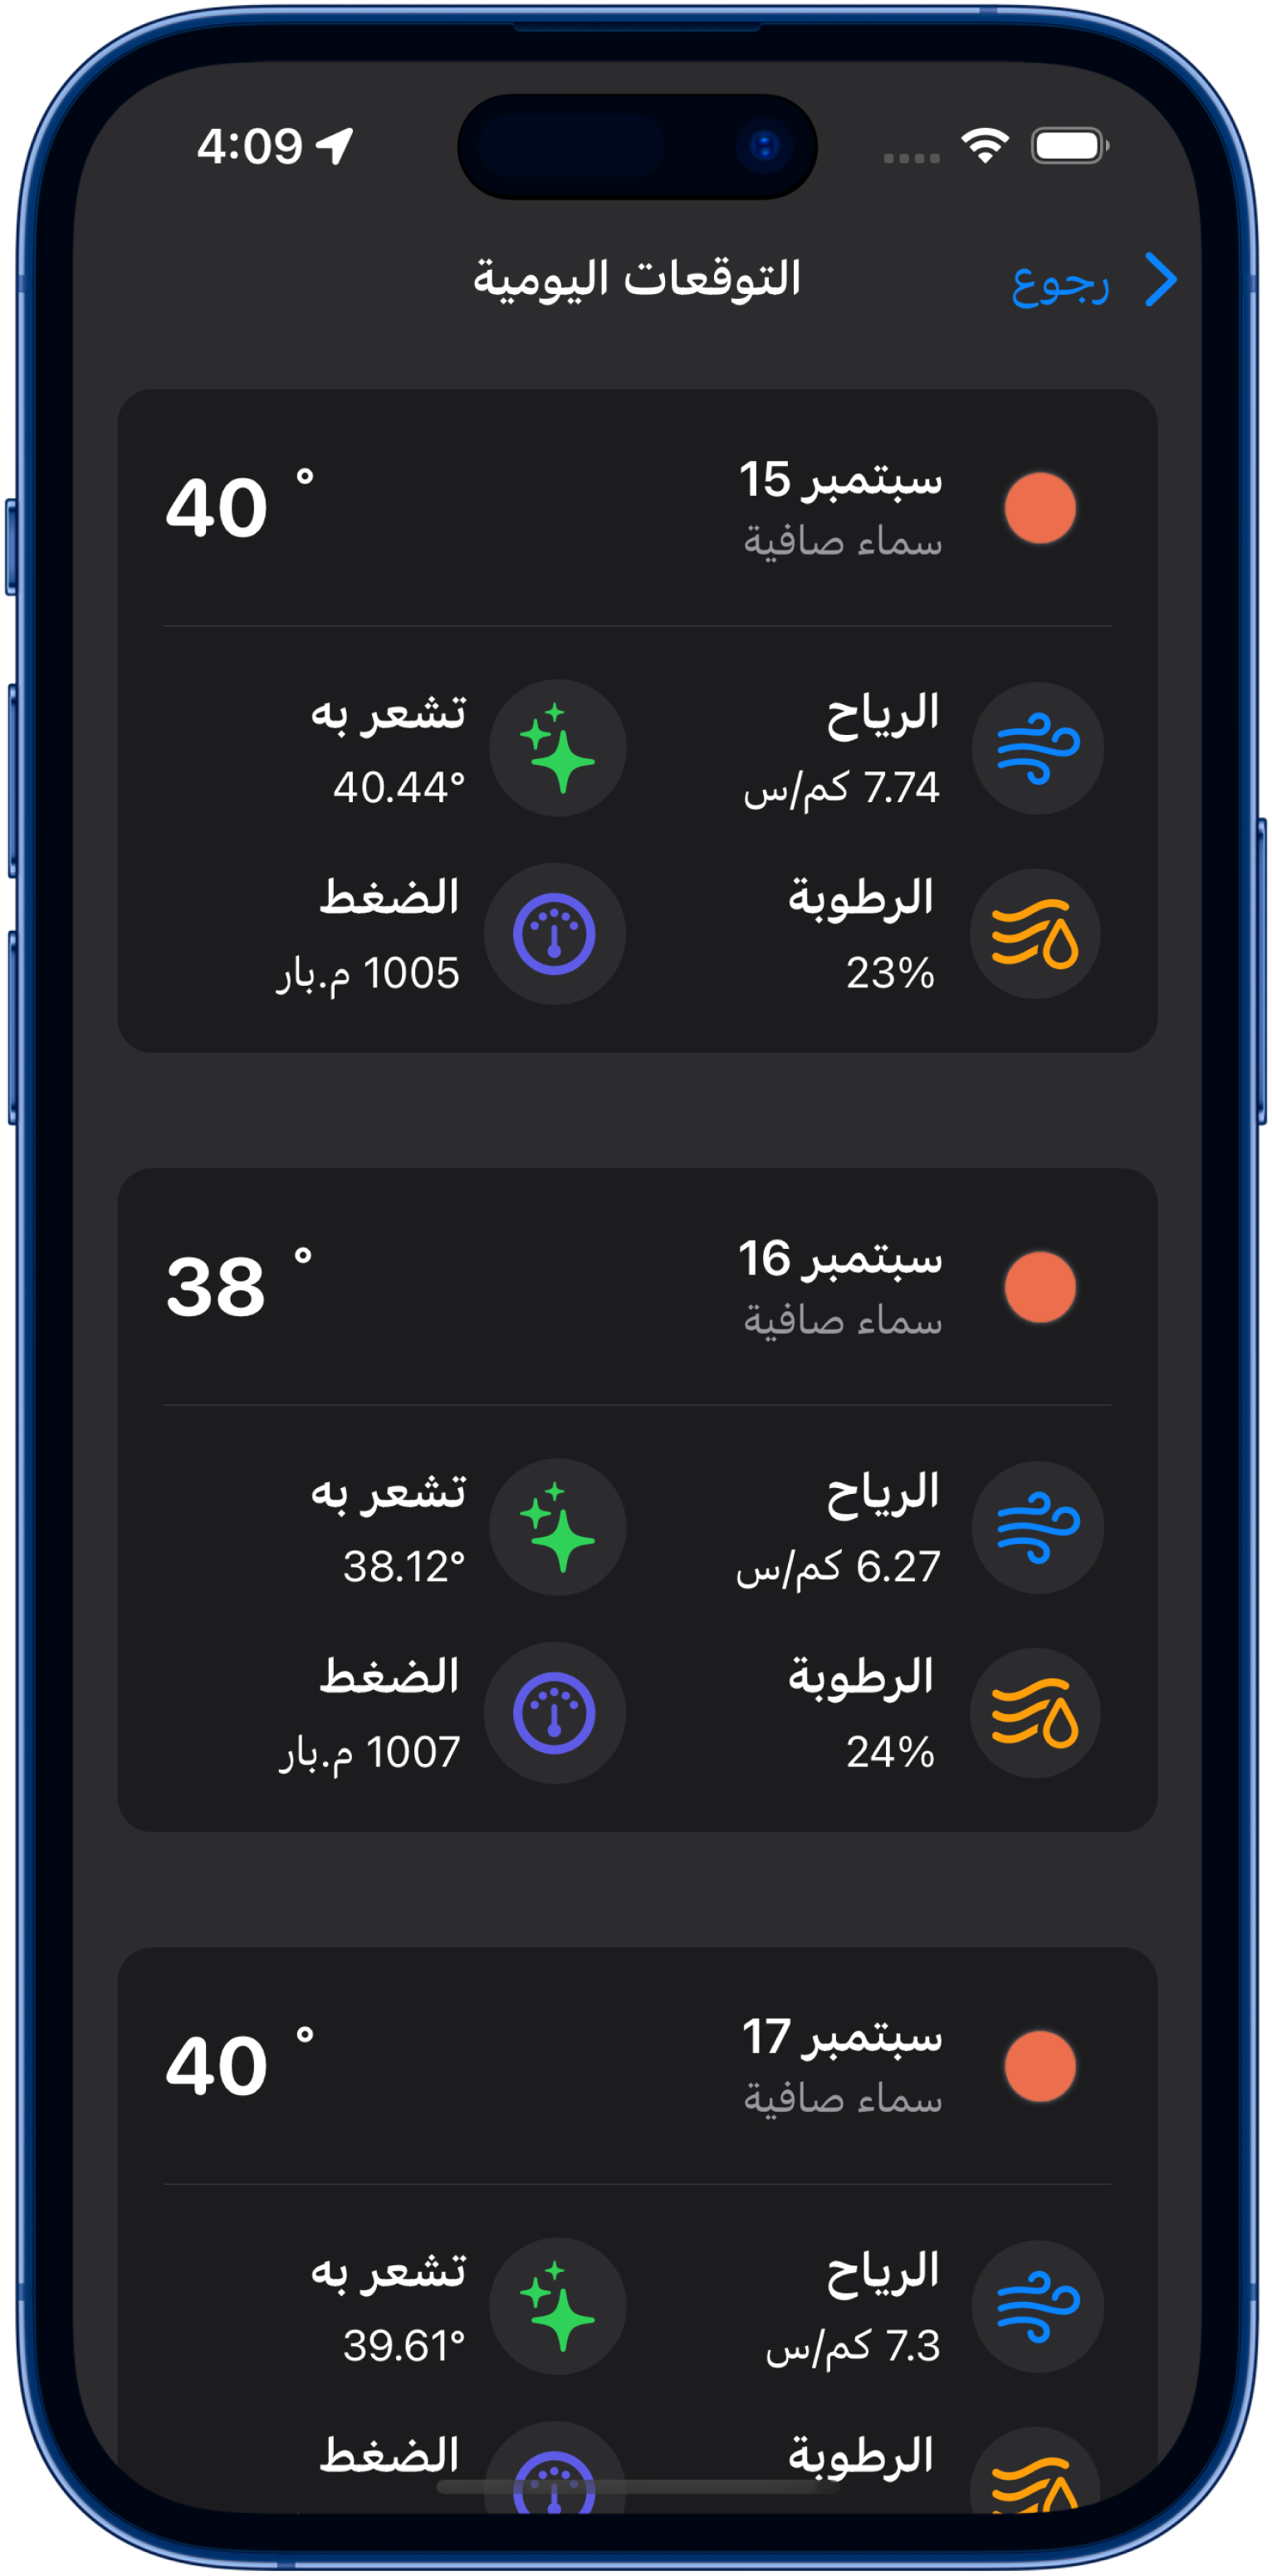 4:09
رجوع
التوقعات اليومية
سبتمبر 15
سماء صافية
40°
الرياح
7.74 كم/س
تشعر به
40.44°
الرطوبة
23%
الضغط
1005 م.بار
سبتمبر 16
سماء صافية
38°
الرياح
6.27 كم/س
تشعر به
38.12°
الرطوبة
24%
الضغط
1007 م.بار
سبتمبر 17
سماء صافية
40°
الرياح
7.3 كم/س
تشعر به
39.61°
الرطوبة
الضغط